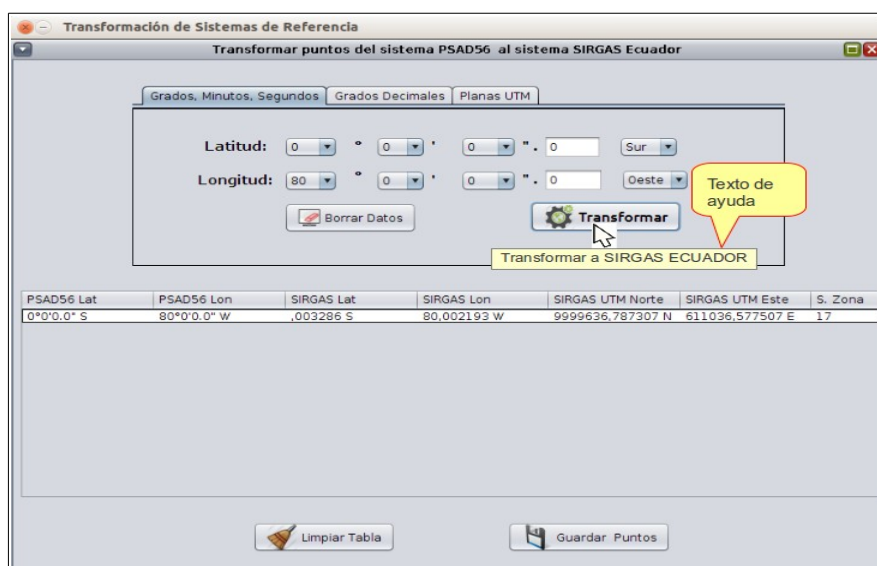 Transformación de Sistemas de Referencia
Transformar puntos del sistema PSAD56 al sistema SIRGAS Ecuador
Grados, Minutos, Segundos Grados Decimales Planas UTM
Latitud: 0 ° 0 ' 0 ". 0 Sur
Longitud: 80 ° 0 ' 0 ". 0 Oeste
Texto de
ayuda
Borrar Datos Transformar
Transformar a SIRGAS ECUADOR
PSAD56 Lat PSAD56 Lon SIRGAS Lat SIRGAS Lon SIRGAS UTM Norte SIRGAS UTM Este S. Zona
0°0'0.0" S 80°0'0.0" W ,003286 S 80,002193 W 9999636,787307 N 611036,577507 E 17
Limpiar Tabla Guardar Puntos